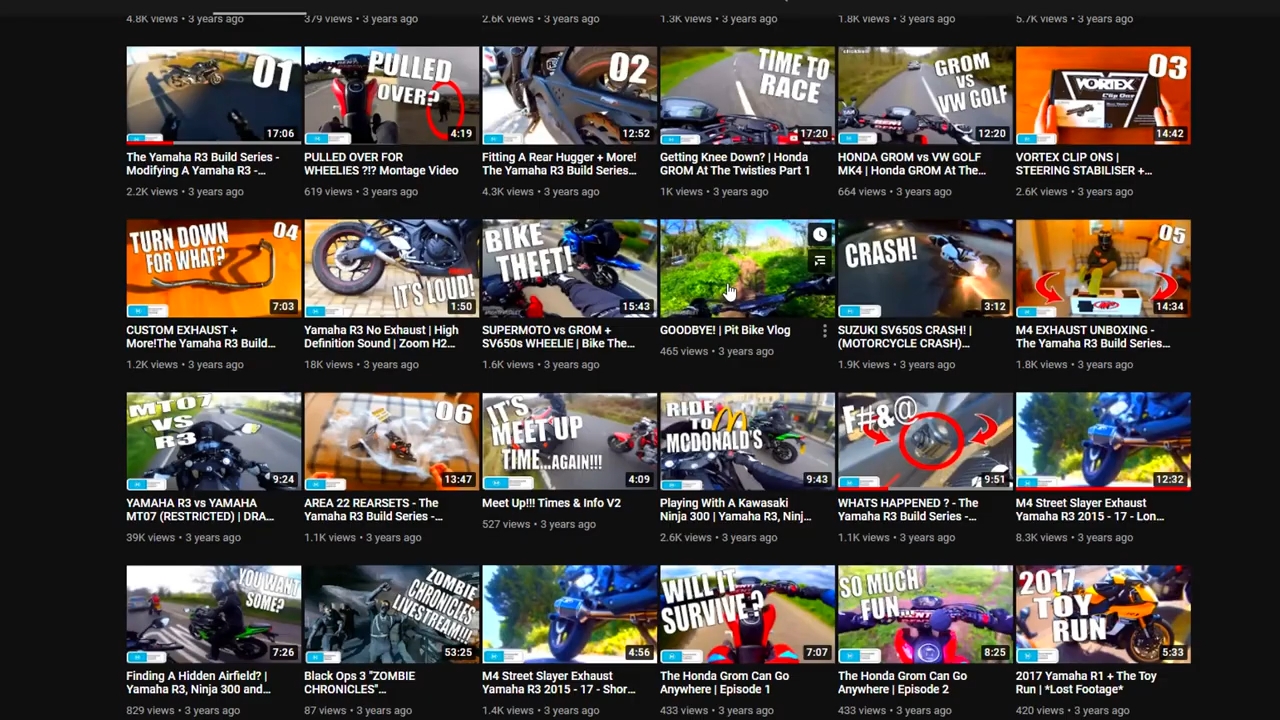 4.8K views • 3 years ago
379 views • 3 years ago
2.6K views • 3 years ago
1.3K views • 3 years ago
1.8K views • 3 years ago
5.7K views • 3 years ago
01
17:06
PULLED
OVER?
4:19
02
12:52
TIME TO
RACE
17:20
GROM
VS
VW GOLF
12:20
03
VORTEX
Clip Ons
14:42
The Yamaha R3 Build Series -
Modifying A Yamaha R3 -...
2.2K views • 3 years ago
PULLED OVER FOR
WHEELIES ?!? Montage Video
619 views • 3 years ago
Fitting A Rear Hugger + More!
The Yamaha R3 Build Series...
4.3K views • 3 years ago
Getting Knee Down? | Honda
GROM At The Twisties Part 1
1K views • 3 years ago
HONDA GROM vs VW GOLF
MK4 | Honda GROM At The...
664 views • 3 years ago
VORTEX CLIP ONS |
STEERING STABILISER +...
2.6K views • 3 years ago
TURN DOWN
FOR WHAT?
04
7:03
IT'S LOUD!
1:50
BIKE
THEFT!
15:43
CRASH!
3:12
05
14:34
CUSTOM EXHAUST +
More!The Yamaha R3 Build...
1.2K views • 3 years ago
Yamaha R3 No Exhaust | High
Definition Sound | Zoom H2...
18K views • 3 years ago
SUPERMOTO vs GROM +
SV650s WHEELIE | Bike The...
1.6K views • 3 years ago
GOODBYE! | Pit Bike Vlog
465 views • 3 years ago
SUZUKI SV650S CRASH! |
(MOTORCYCLE CRASH)...
1.9K views • 3 years ago
M4 EXHAUST UNBOXING -
The Yamaha R3 Build Series...
1.8K views • 3 years ago
MT07
VS
R3
9:24
06
13:47
IT'S
MEET UP
TIME...AGAIN!!!
4:09
RIDE
TO
MCDONALD'S
9:43
F#&@
9:51
12:32
YAMAHA R3 vs YAMAHA
MT07 (RESTRICTED) | DRA...
39K views • 3 years ago
AREA 22 REARSETS - The
Yamaha R3 Build Series -...
1.1K views • 3 years ago
Meet Up!!! Times & Info V2
527 views • 3 years ago
Playing With A Kawasaki
Ninja 300 | Yamaha R3, Ninj...
2.6K views • 3 years ago
WHATS HAPPENED ? - The
Yamaha R3 Build Series -...
1.1K views • 3 years ago
M4 Street Slayer Exhaust
Yamaha R3 2015 - 17 - Lon...
8.3K views • 3 years ago
YOU WANT
SOME?
7:26
ZOMBIE
CHRONICLES
LIVESTREAM!!!
53:25
4:56
WILL IT
SURVIVE?
7:07
SO MUCH
FUN...
8:25
2017
TOY
RUN
5:33
Finding A Hidden Airfield? |
Yamaha R3, Ninja 300 and...
829 views • 3 years ago
Black Ops 3 "ZOMBIE
CHRONICLES"...
87 views • 3 years ago
M4 Street Slayer Exhaust
Yamaha R3 2015 - 17 - Shor...
1.4K views • 3 years ago
The Honda Grom Can Go
Anywhere | Episode 1
433 views • 3 years ago
The Honda Grom Can Go
Anywhere | Episode 2
433 views • 3 years ago
2017 Yamaha R1 + The Toy
Run | *Lost Footage*
420 views • 3 years ago